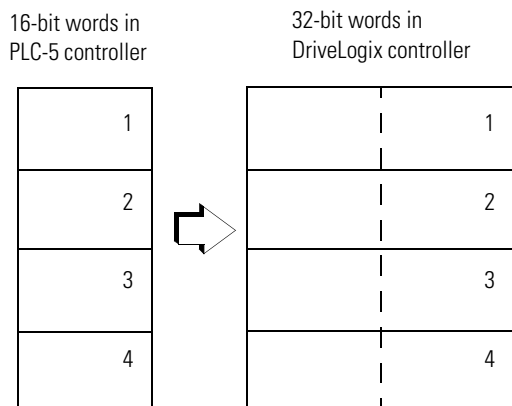 16-bit words in
PLC-5 controller
32-bit words in
DriveLogix controller
1
1
2
2
3
3
4
4